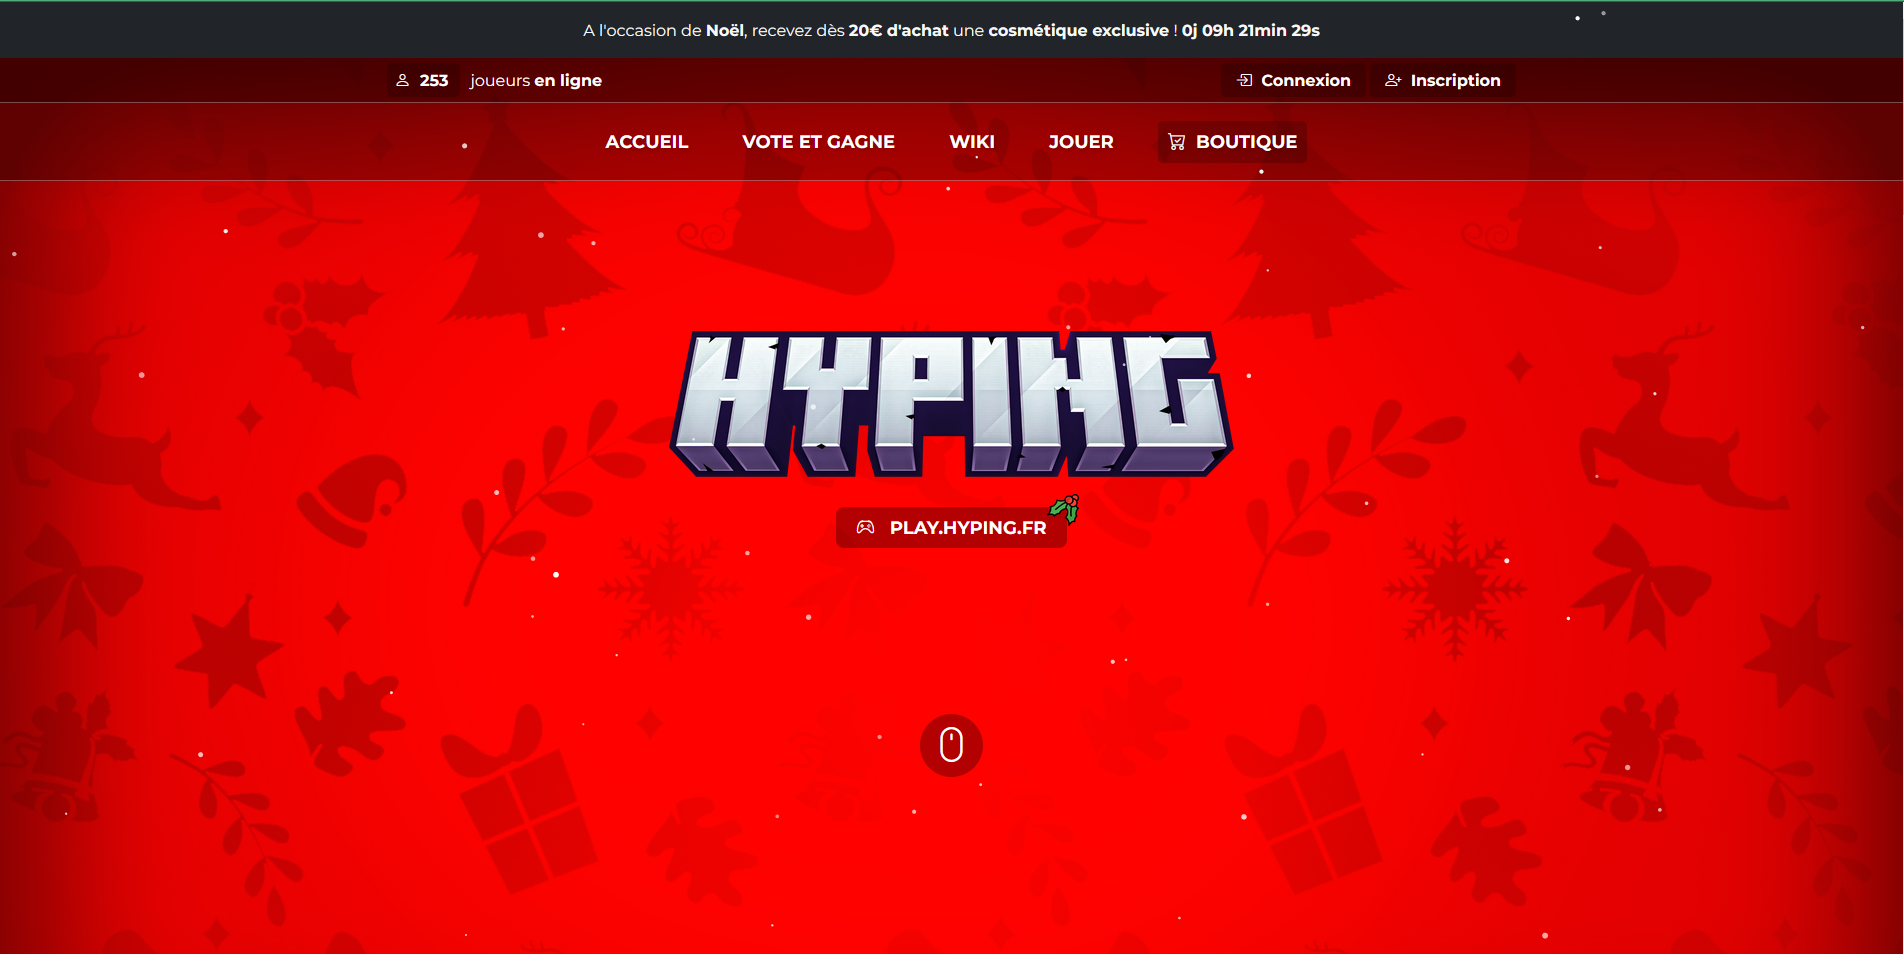 A l'occasion de Noël, recevez dès 20€ d'achat une cosmétique exclusive ! 0j 09h 21min 29s
253 joueurs en ligne Connexion Inscription
ACCUEIL VOTE ET GAGNE WIKI JOUER BOUTIQUE
HYPING
PLAY.HYPING.FR